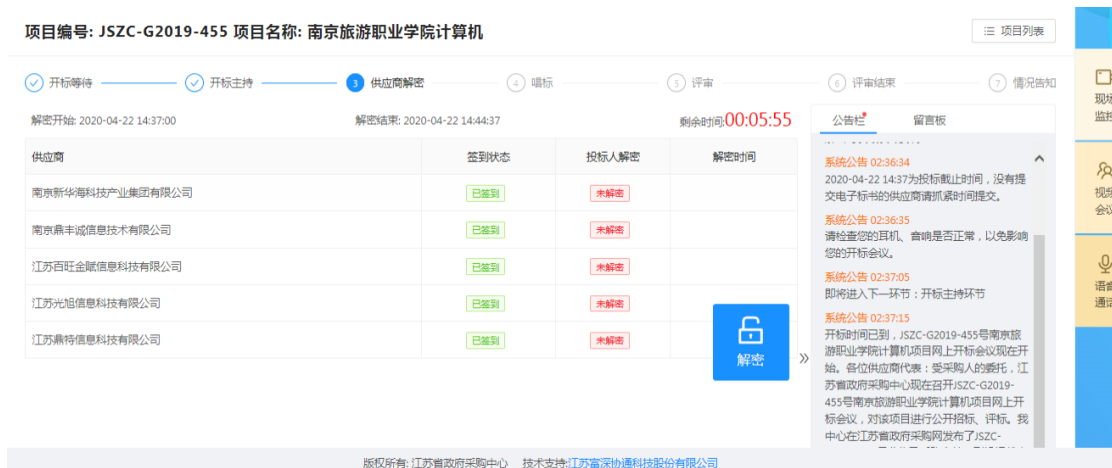 项目编号: JSZC-G2019-455 项目名称: 南京旅游职业学院计算机
项目列表
开标等待
开标主持
3 供应商解密
4 唱标
5 评审
6 评审结束
7 情况告知
解密开始: 2020-04-22 14:37:00
解密结束: 2020-04-22 14:44:37
剩余时间:00:05:55
供应商 签到状态 投标人解密 解密时间
南京新华海科技产业集团有限公司 已签到 未解密
南京鼎丰诚信息技术有限公司 已签到 未解密
江苏百旺金赋信息科技有限公司 已签到 未解密
江苏光旭信息科技有限公司 已签到 未解密
江苏鼎特信息科技有限公司 已签到 未解密
解密
»
公告栏 留言板
系统公告 02:36:34
2020-04-22 14:37为投标截止时间，没有提
交电子标书的供应商请抓紧时间提交。
系统公告 02:36:35
请检查您的耳机、音响是否正常，以免影响
您的开标会议。
系统公告 02:37:05
即将进入下一环节：开标主持环节
系统公告 02:37:15
开标时间已到，JSZC-G2019-455号南京旅
游职业学院计算机项目网上开标会议现在开
始。各位供应商代表：受采购人的委托，江
苏省政府采购中心现在召开JSZC-G2019-
455号南京旅游职业学院计算机项目网上开
标会议，对该项目进行公开招标、评标。我
中心在江苏省政府采购网发布了JSZC-
现场
监控
视频
会议
语音
通话
版权所有: 江苏省政府采购中心 技术支持:江苏富深协通科技股份有限公司